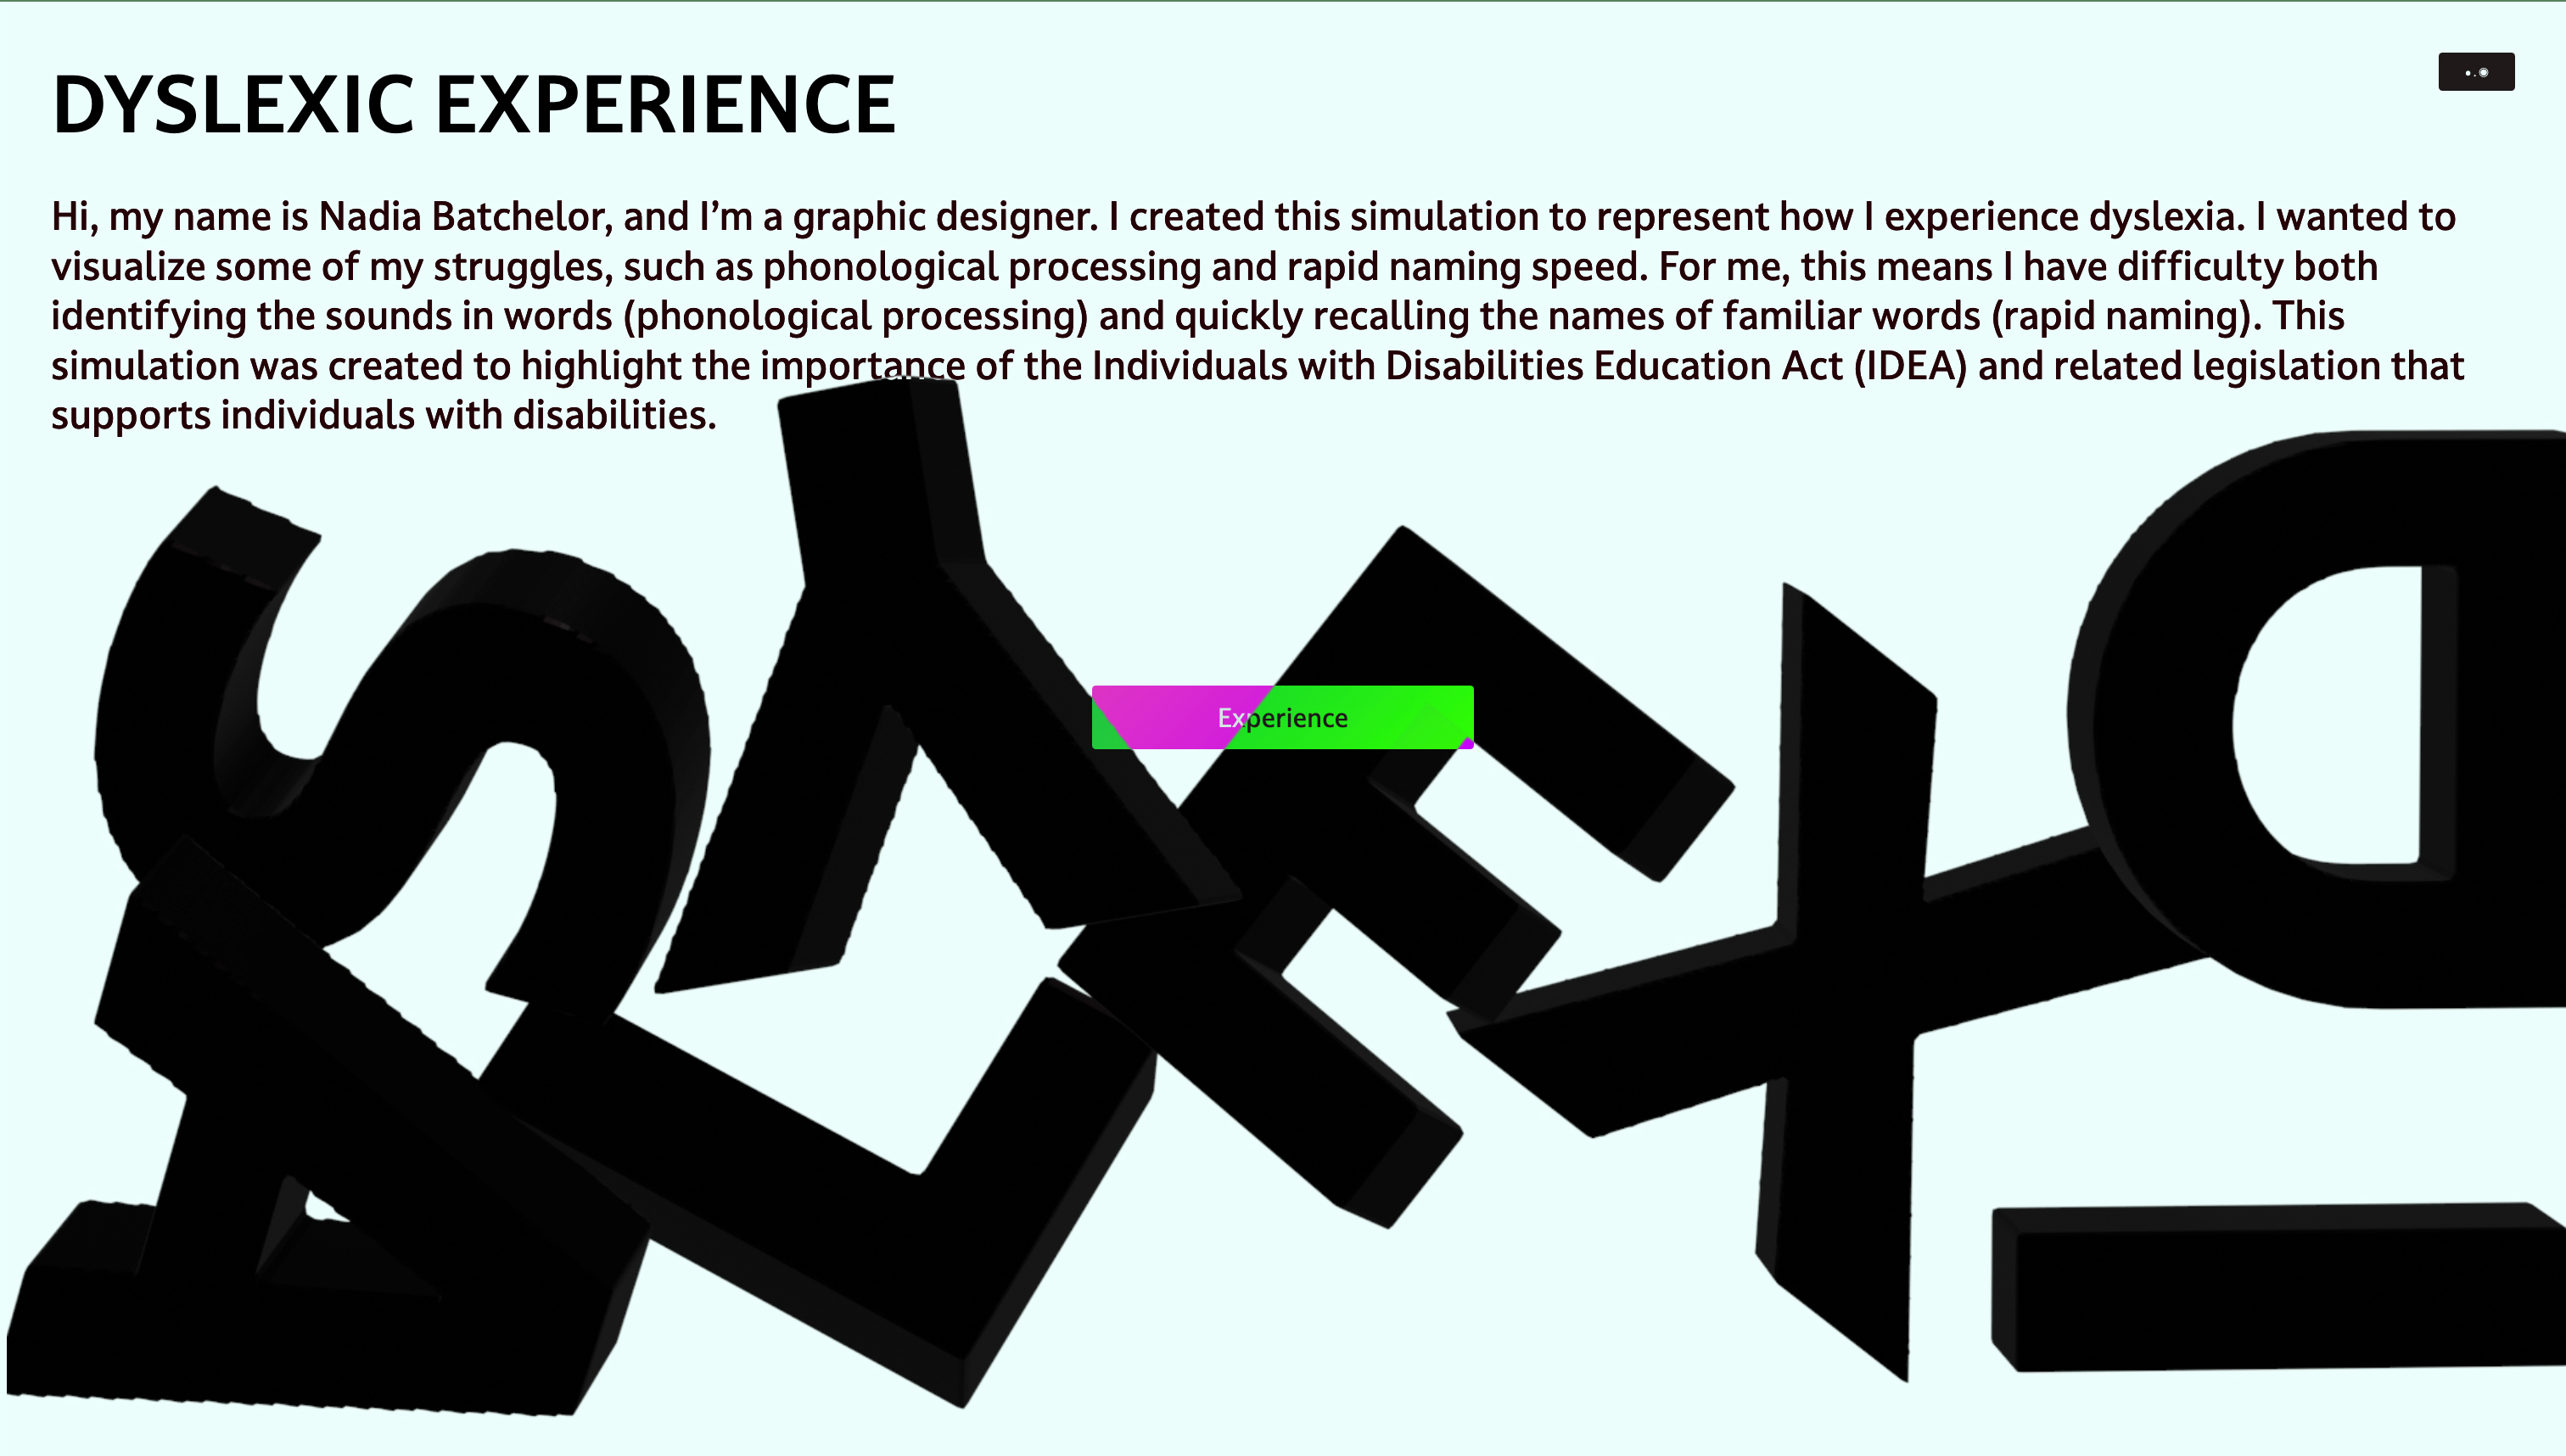 DYSLEXIC EXPERIENCE
Hi, my name is Nadia Batchelor, and I’m a graphic designer. I created this simulation to represent how I experience dyslexia. I wanted to
visualize some of my struggles, such as phonological processing and rapid naming speed. For me, this means I have difficulty both
identifying the sounds in words (phonological processing) and quickly recalling the names of familiar words (rapid naming). This
simulation was created to highlight the importance of the Individuals with Disabilities Education Act (IDEA) and related legislation that
supports individuals with disabilities.
Experience
S Y E X D
A L I